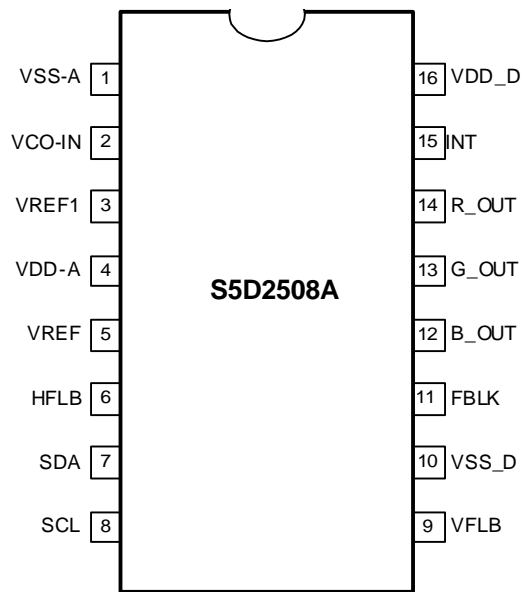 VSS-A 1 16 VDD_D
VCO-IN 2 15 INT
VREF1 3 14 R_OUT
VDD-A 4 13 G_OUT
S5D2508A
VREF 5 12 B_OUT
HFLB 6 11 FBLK
SDA 7 10 VSS_D
SCL 8 9 VFLB